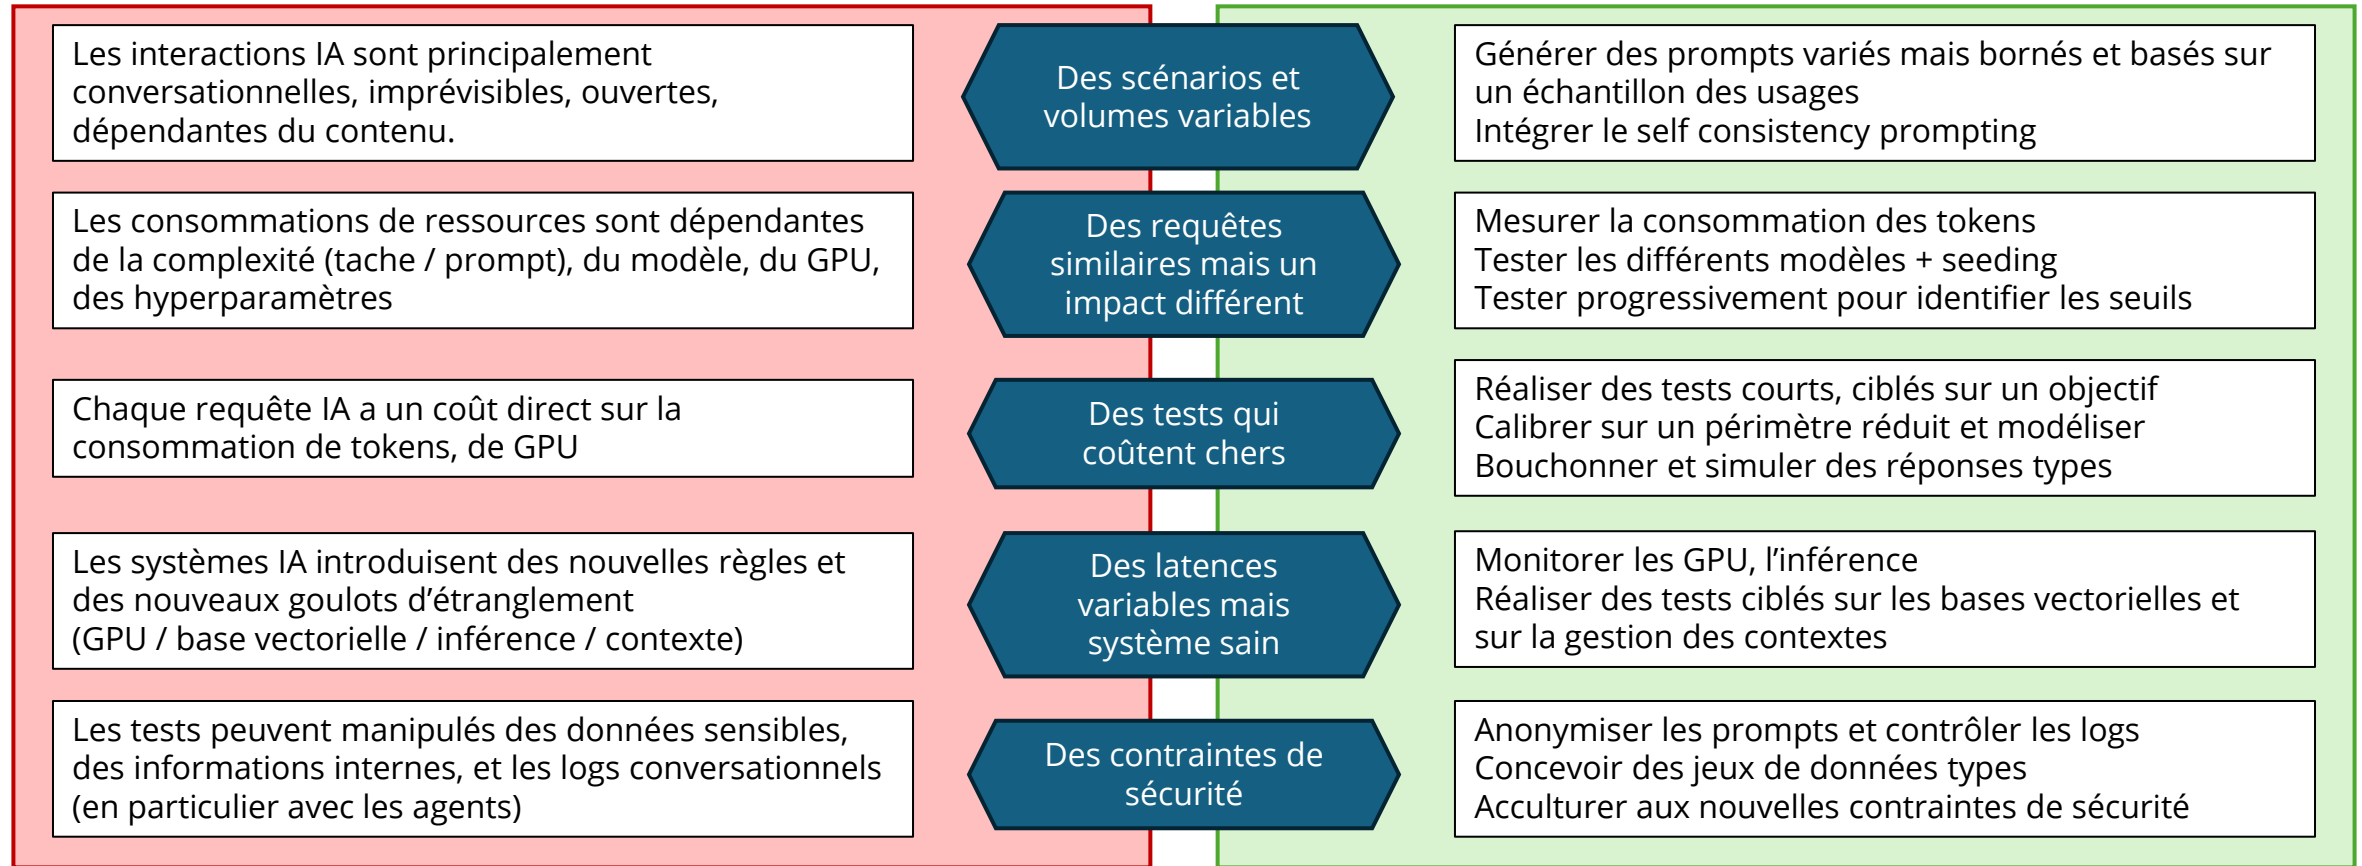 Les interactions IA sont principalement
conversationnelles, imprévisibles, ouvertes,
dépendantes du contenu.
Des scénarios et
volumes variables
Générer des prompts variés mais bornés et basés sur
un échantillon des usages
Intégrer le self consistency prompting
Les consommations de ressources sont dépendantes
de la complexité (tache / prompt), du modèle, du GPU,
des hyperparamètres
Des requêtes
similaires mais un
impact différent
Mesurer la consommation des tokens
Tester les différents modèles + seeding
Tester progressivement pour identifier les seuils
Chaque requête IA a un coût direct sur la
consommation de tokens, de GPU
Des tests qui
coûtent chers
Réaliser des tests courts, ciblés sur un objectif
Calibrer sur un périmètre réduit et modéliser
Bouchonner et simuler des réponses types
Les systèmes IA introduisent des nouvelles règles et
des nouveaux goulots d’étranglement
(GPU / base vectorielle / inférence / contexte)
Des latences
variables mais
système sain
Monitorer les GPU, l’inférence
Réaliser des tests ciblés sur les bases vectorielles et
sur la gestion des contextes
Les tests peuvent manipulés des données sensibles,
des informations internes, et les logs conversationnels
(en particulier avec les agents)
Des contraintes de
sécurité
Anonymiser les prompts et contrôler les logs
Concevoir des jeux de données types
Acculturer aux nouvelles contraintes de sécurité